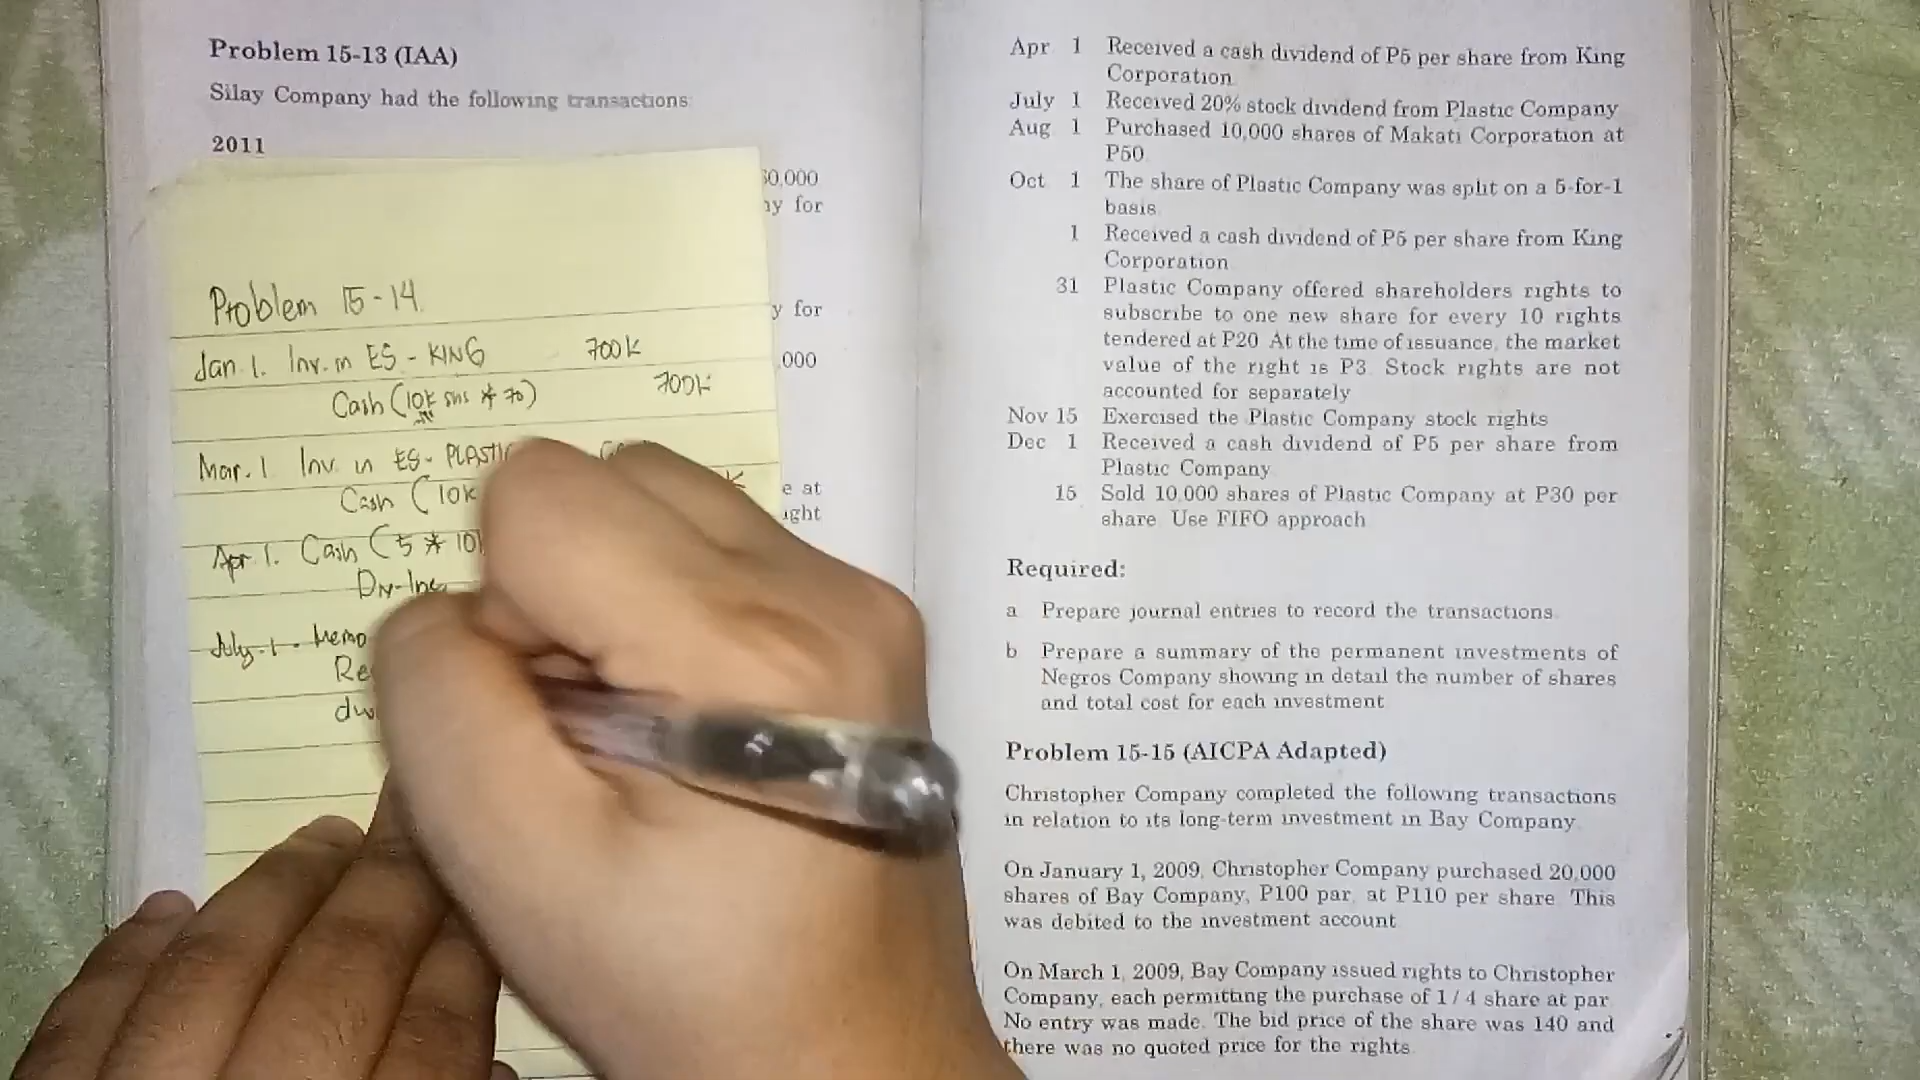 Problem 15-13 (IAA)
Silay Company had the following transactions
2011
50,000
ay for
y for
,000
e at
ight
Problem 15-14
Jan 1. Inv. in ES - KING 700k
Cash (10k shs * 70) 700k
Mar. 1 Inv. in ES - PLASTIC
Cash (10k
Apr 1. Cash (5 * 10
Div-Inc
July 1. Memo
Re
div
Apr 1 Received a cash dividend of P5 per share from King
Corporation
July 1 Received 20% stock dividend from Plastic Company
Aug 1 Purchased 10,000 shares of Makati Corporation at
P50
Oct 1 The share of Plastic Company was split on a 5-for-1
basis
1 Received a cash dividend of P5 per share from King
Corporation
31 Plastic Company offered shareholders rights to
subscribe to one new share for every 10 rights
tendered at P20 At the time of issuance, the market
value of the right is P3. Stock rights are not
accounted for separately
Nov 15 Exercised the Plastic Company stock rights
Dec 1 Received a cash dividend of P5 per share from
Plastic Company
15 Sold 10,000 shares of Plastic Company at P30 per
share Use FIFO approach
Required:
a Prepare journal entries to record the transactions
b Prepare a summary of the permanent investments of
Negros Company showing in detail the number of shares
and total cost for each investment
Problem 15-15 (AICPA Adapted)
Christopher Company completed the following transactions
in relation to its long-term investment in Bay Company
On January 1, 2009, Christopher Company purchased 20,000
shares of Bay Company, P100 par, at P110 per share This
was debited to the investment account
On March 1, 2009, Bay Company issued rights to Christopher
Company, each permitting the purchase of 1/4 share at par
No entry was made. The bid price of the share was 140 and
there was no quoted price for the rights